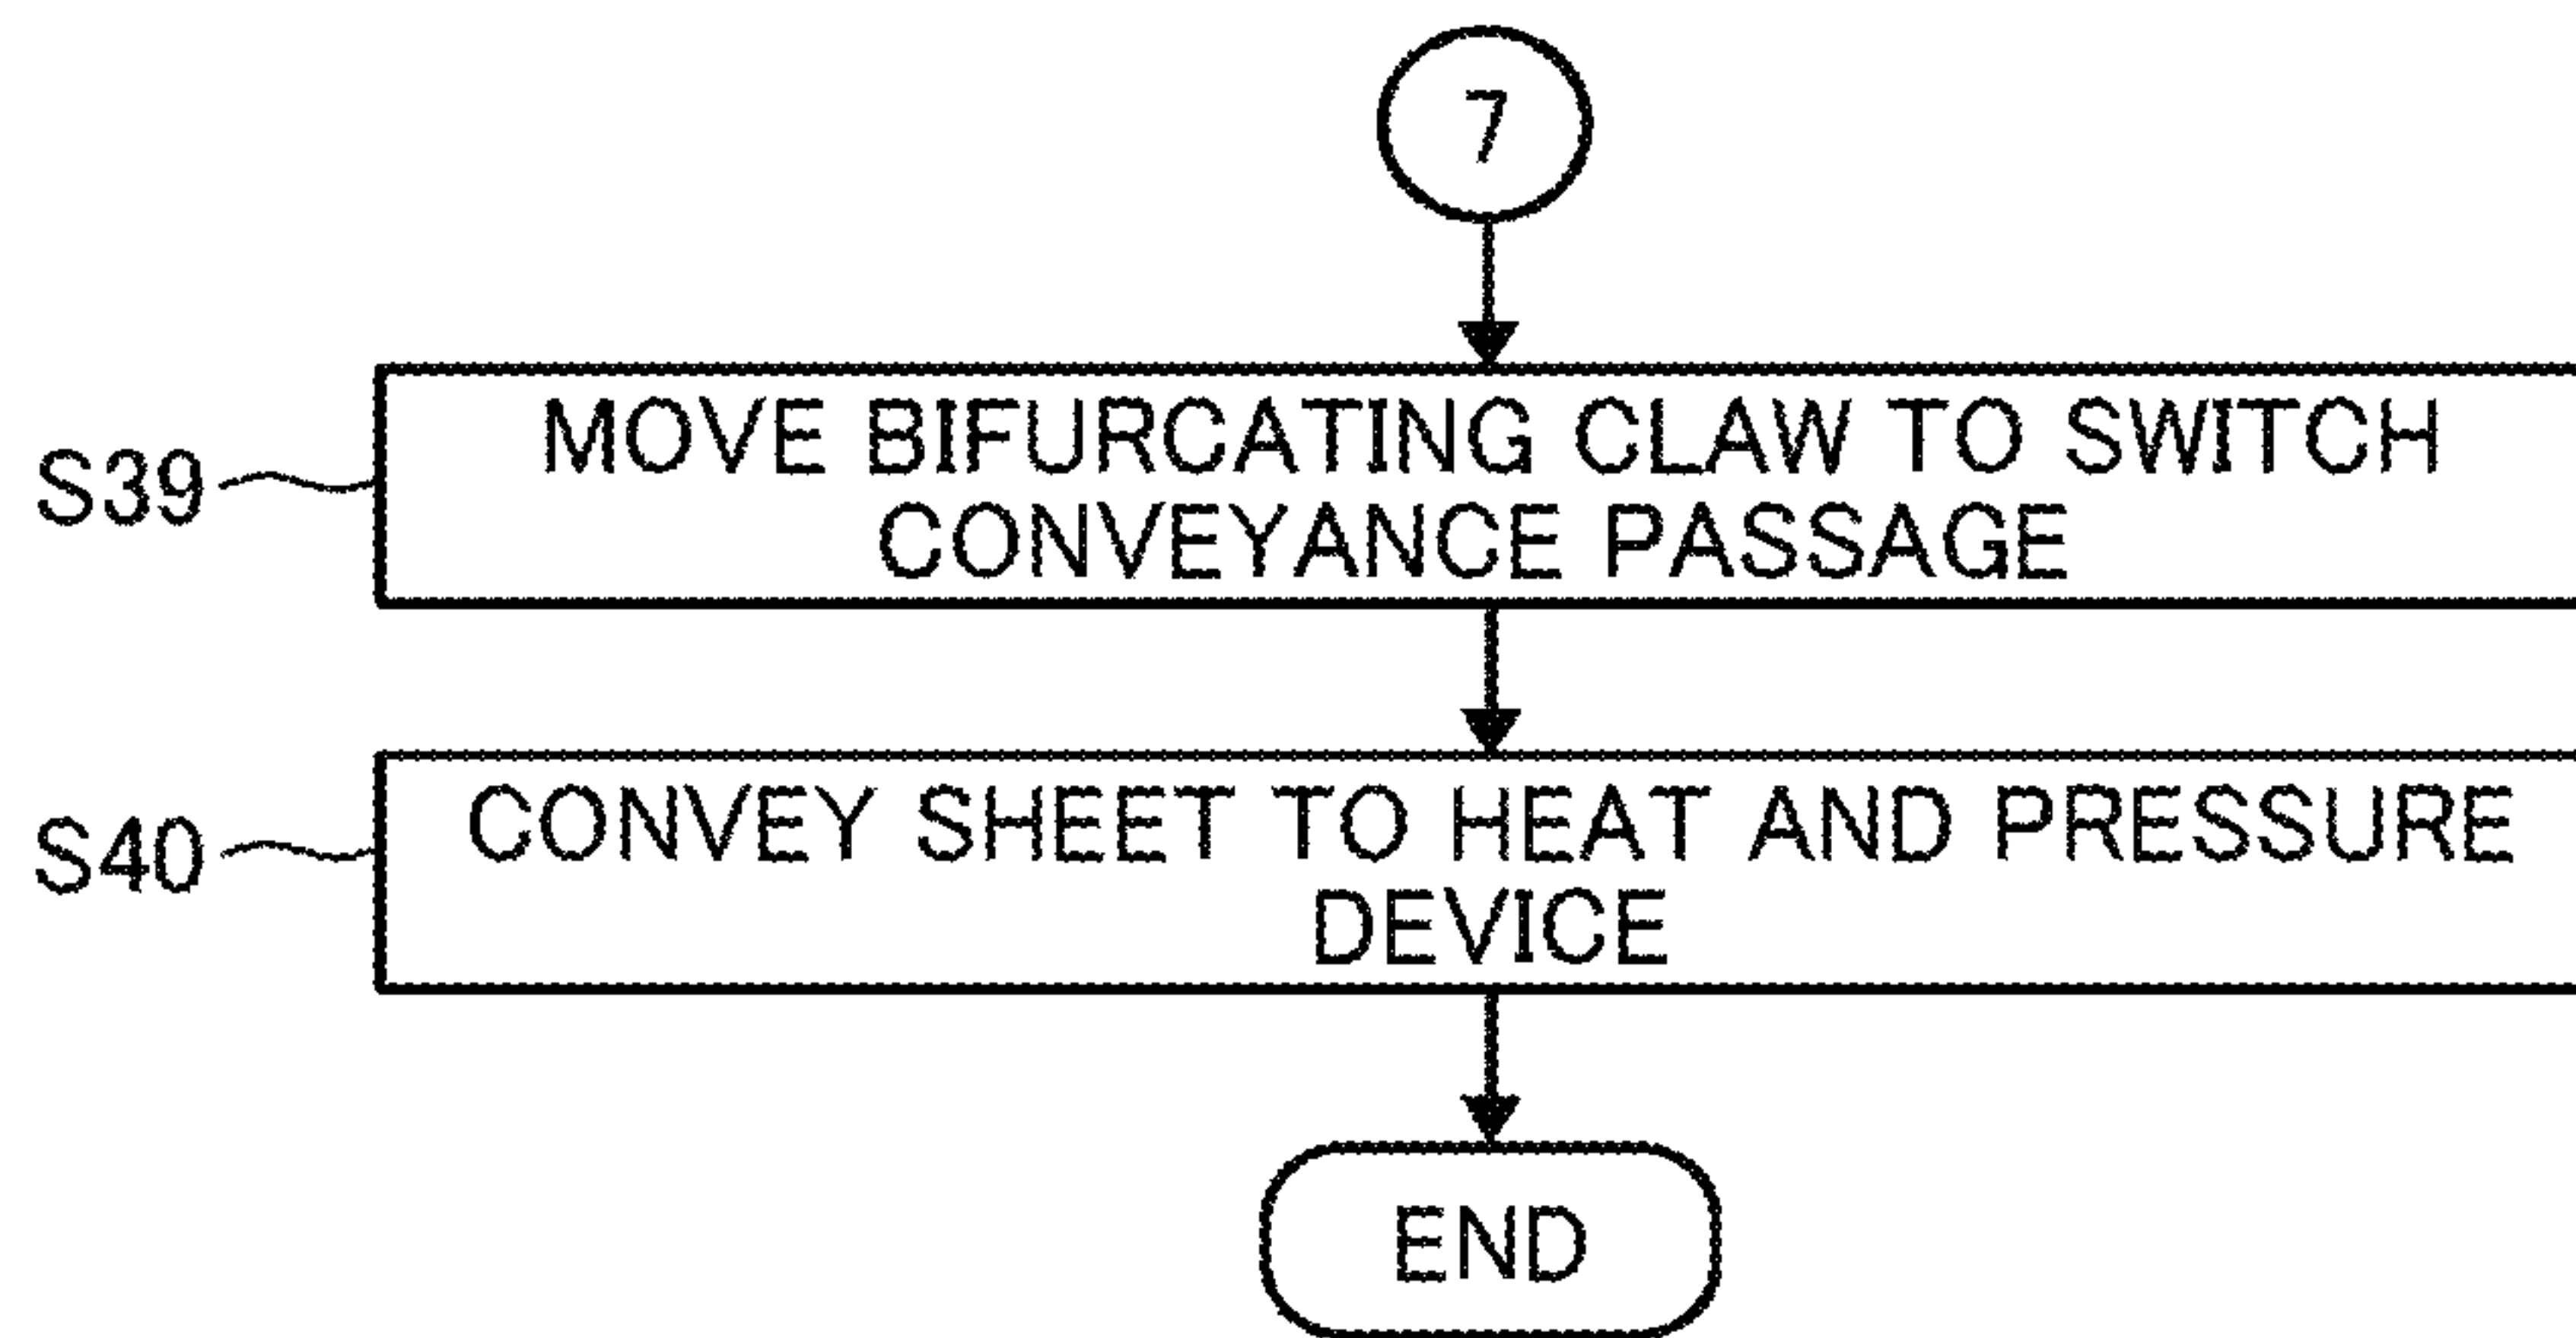 7
S39
MOVE BIFURCATING CLAW TO SWITCH
CONVEYANCE PASSAGE
S40
CONVEY SHEET TO HEAT AND PRESSURE
DEVICE
END